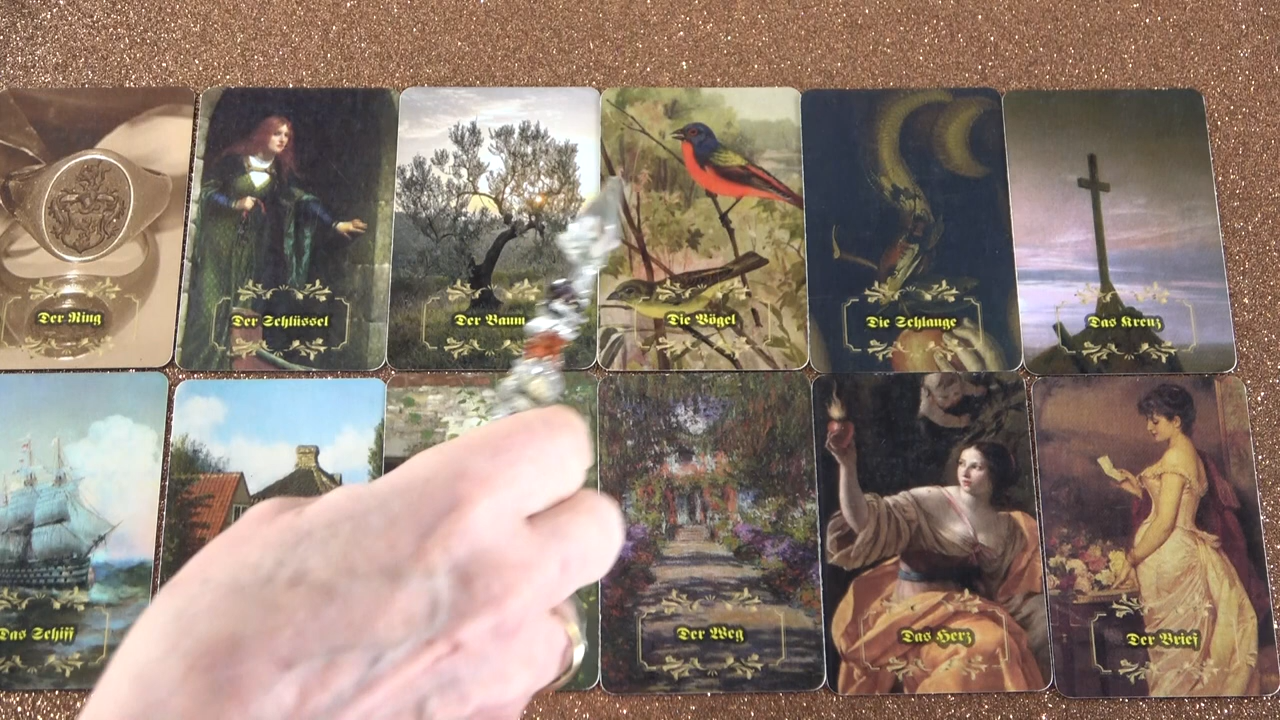 Der Ring
Der Schlüssel
Der Baum
Die Vögel
Die Schlange
Das Kreuz
Das Schiff
Der Weg
Das Herz
Der Brief